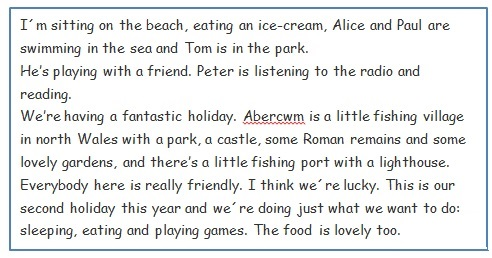 I´m sitting on the beach, eating an ice-cream, Alice and Paul are
swimming in the sea and Tom is in the park.
He’s playing with a friend. Peter is listening to the radio and
reading.
We’re having a fantastic holiday. Abercwm is a little fishing village
in north Wales with a park, a castle, some Roman remains and some
lovely gardens, and there’s a little fishing port with a lighthouse.
Everybody here is really friendly. I think we´re lucky. This is our
second holiday this year and we´re doing just what we want to do:
sleeping, eating and playing games. The food is lovely too.